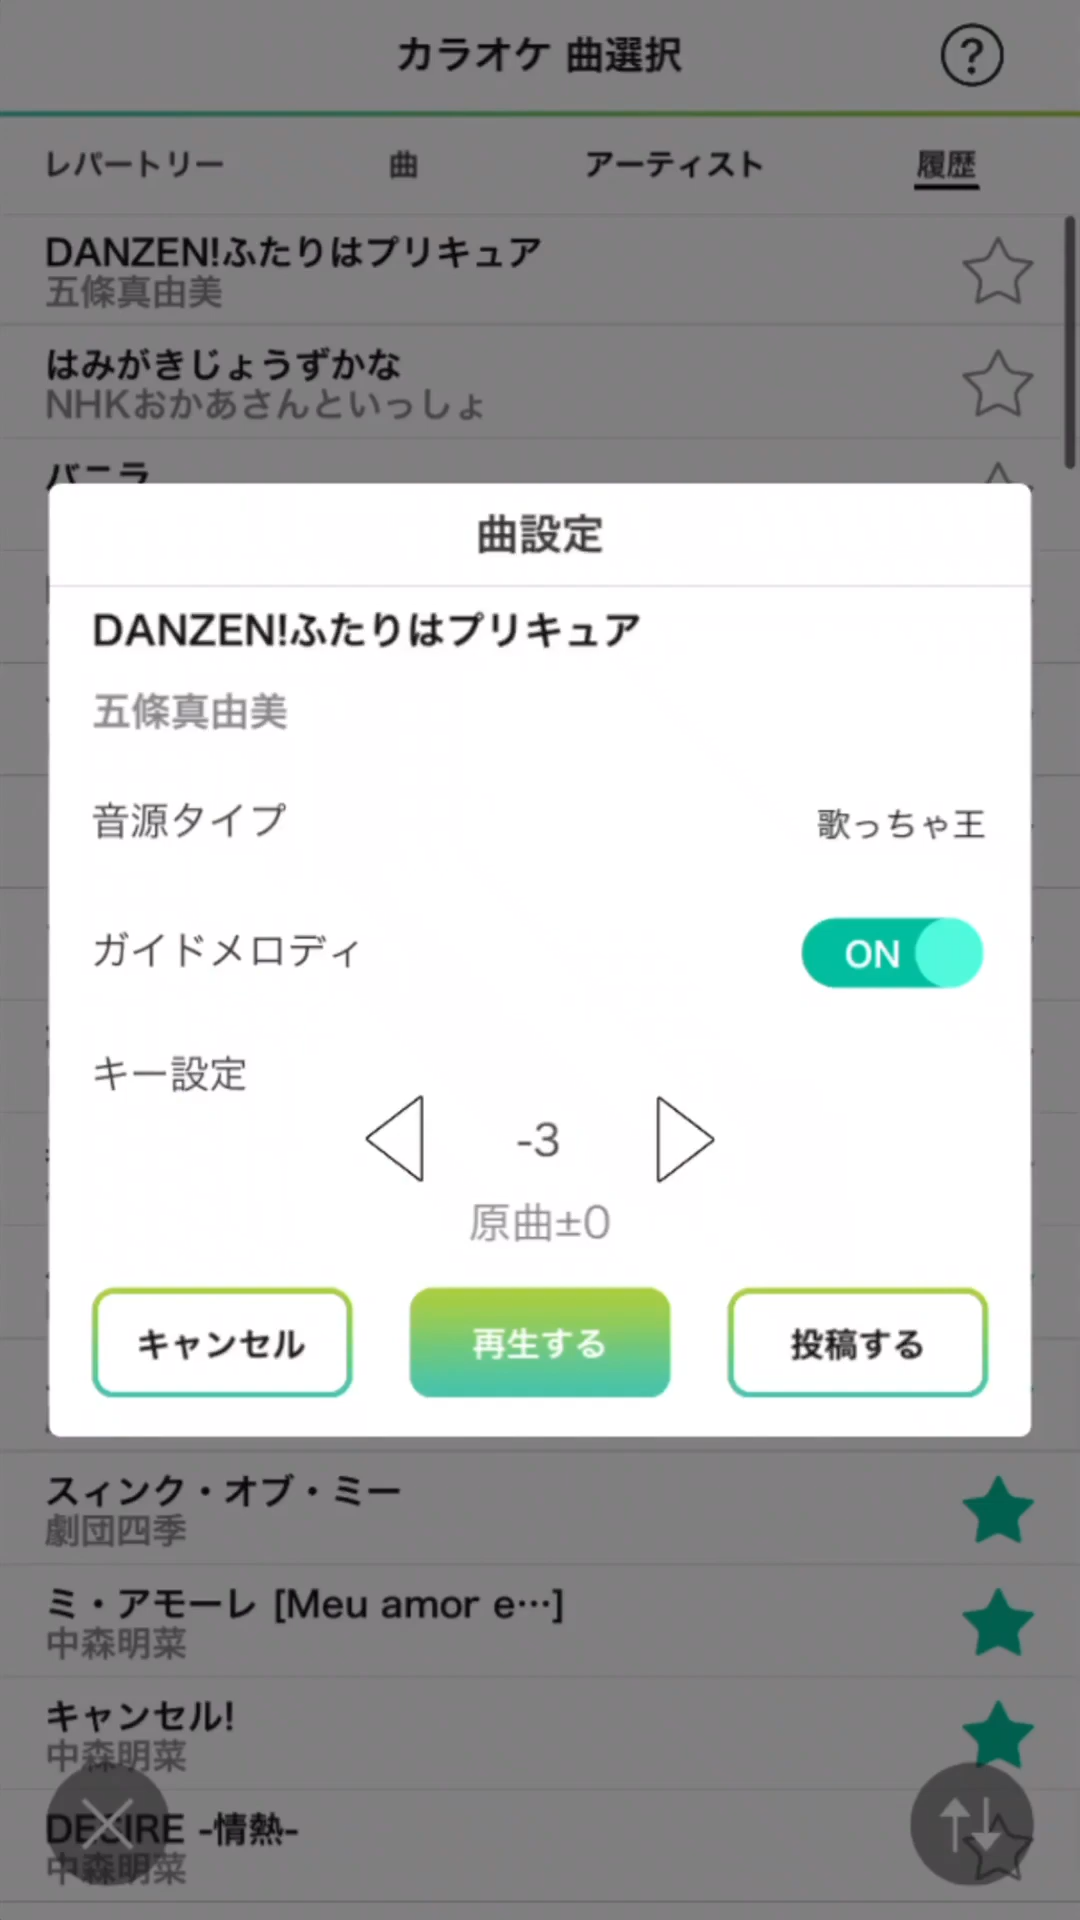 カラオケ 曲選択
?
レパートリー 曲 アーティスト 履歴
DANZEN!ふたりはプリキュア
五條真由美
はみがきじょうずかな
NHKおかあさんといっしょ
バニラ
曲設定
DANZEN!ふたりはプリキュア
五條真由美
音源タイプ 歌っちゃ王
ガイドメロディ ON
キー設定
-3
原曲±0
キャンセル 再生する 投稿する
スィンク・オブ・ミー
劇団四季
ミ・アモーレ [Meu amor e…]
中森明菜
キャンセル!
中森明菜
DESIRE -情熱-
中森明菜